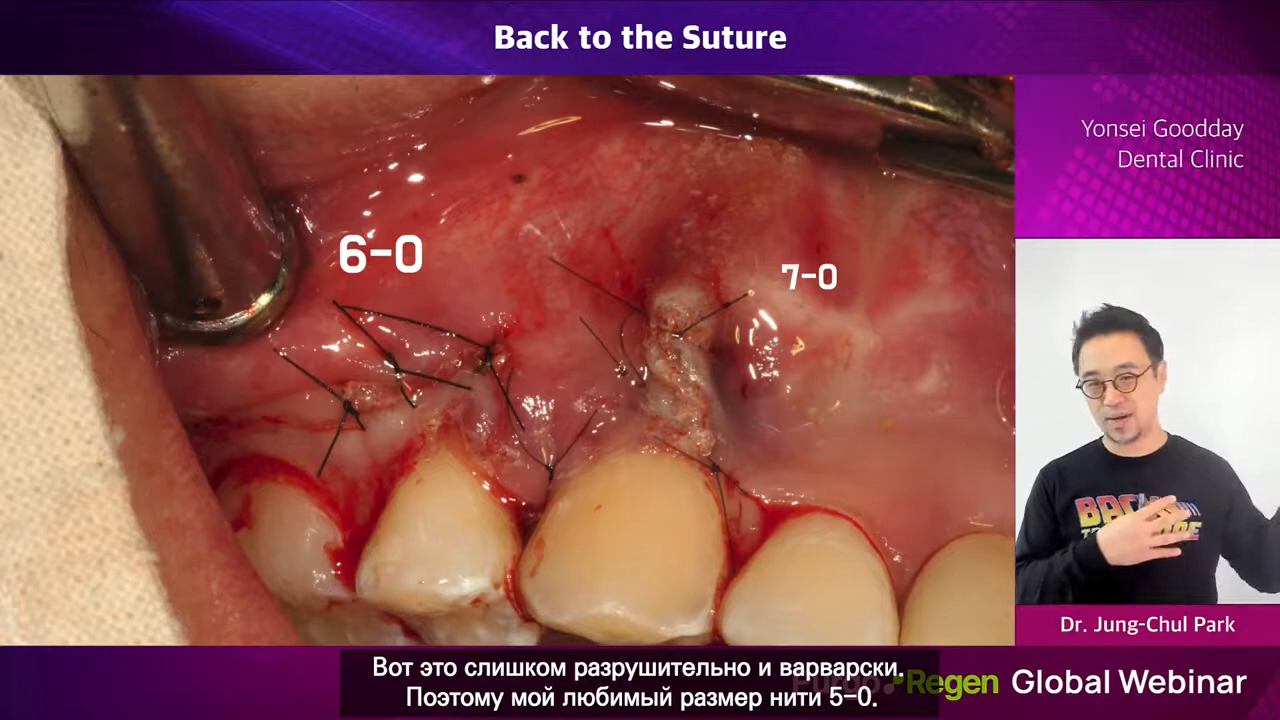 Back to the Suture
Yonsei Goodday
Dental Clinic
6-0
7-0
Dr. Jung-Chul Park
Вот это слишком разрушительно и варварски.
Поэтому мой любимый размер нити 5-0.
Regen Global Webinar